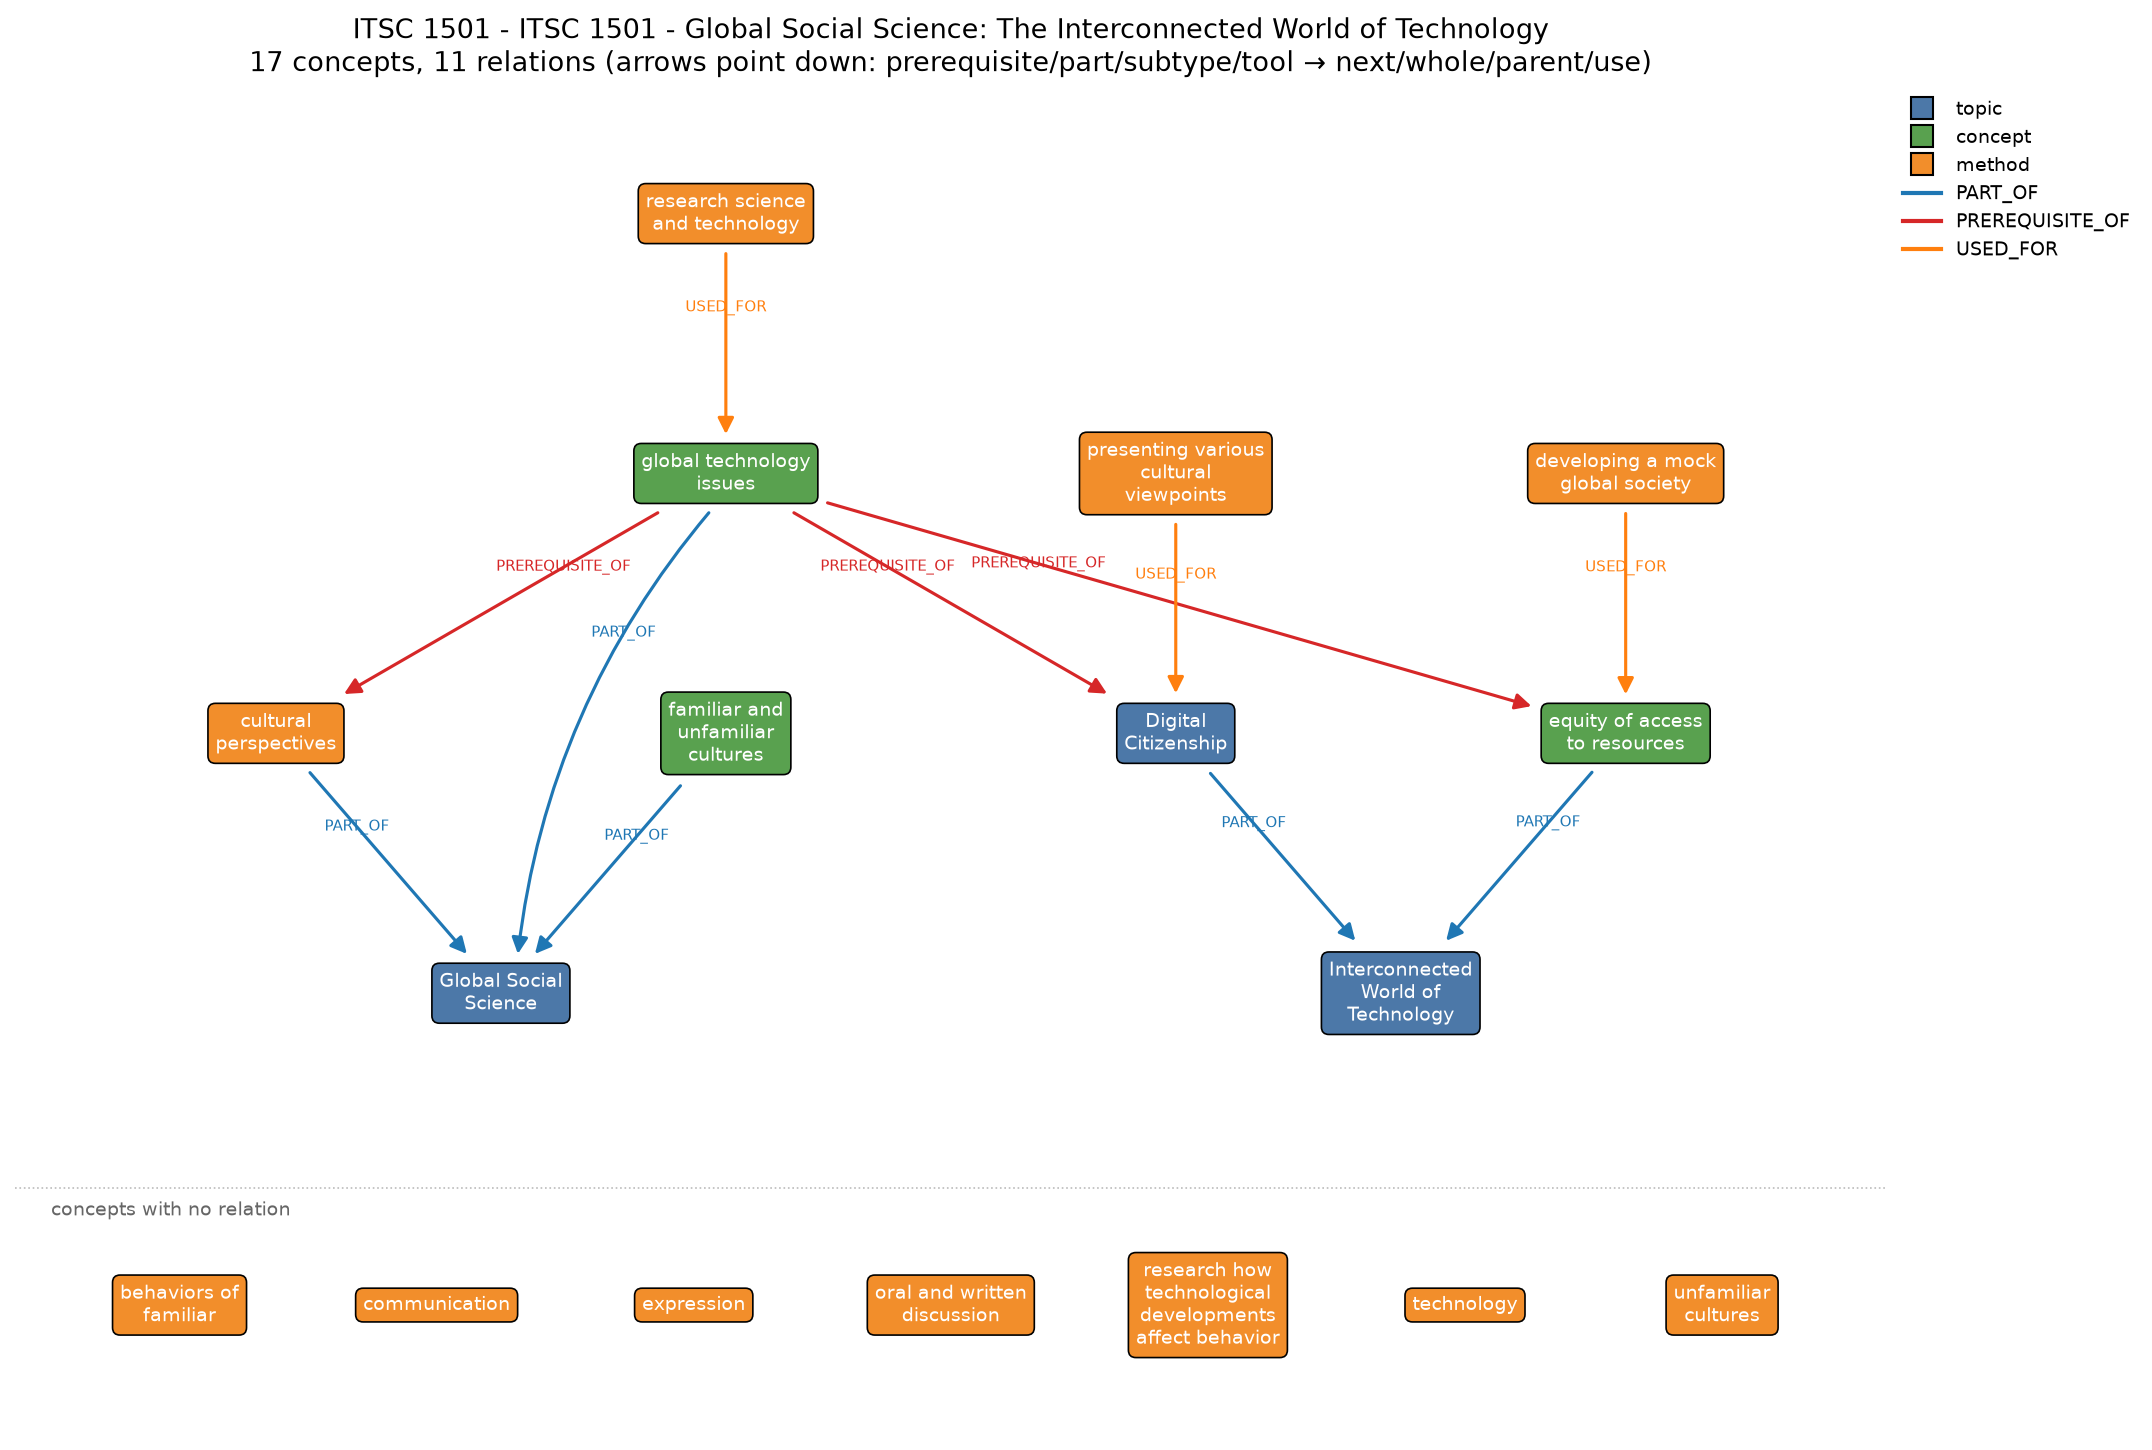 ITSC 1501 - ITSC 1501 - Global Social Science: The Interconnected World of Technology
17 concepts, 11 relations (arrows point down: prerequisite/part/subtype/tool → next/whole/parent/use)
topic
concept
method
PART_OF
PREREQUISITE_OF
USED_FOR
research science
and technology
USED_FOR
global technology
issues
presenting various
cultural
viewpoints
developing a mock
global society
PREREQUISITE_OF
PREREQUISITE_OF
PREREQUISITE_OF
USED_FOR
USED_FOR
PART_OF
cultural
perspectives
familiar and
unfamiliar
cultures
Digital
Citizenship
equity of access
to resources
PART_OF
PART_OF
PART_OF
PART_OF
Global Social
Science
Interconnected
World of
Technology
concepts with no relation
behaviors of
familiar
communication
expression
oral and written
discussion
research how
technological
developments
affect behavior
technology
unfamiliar
cultures